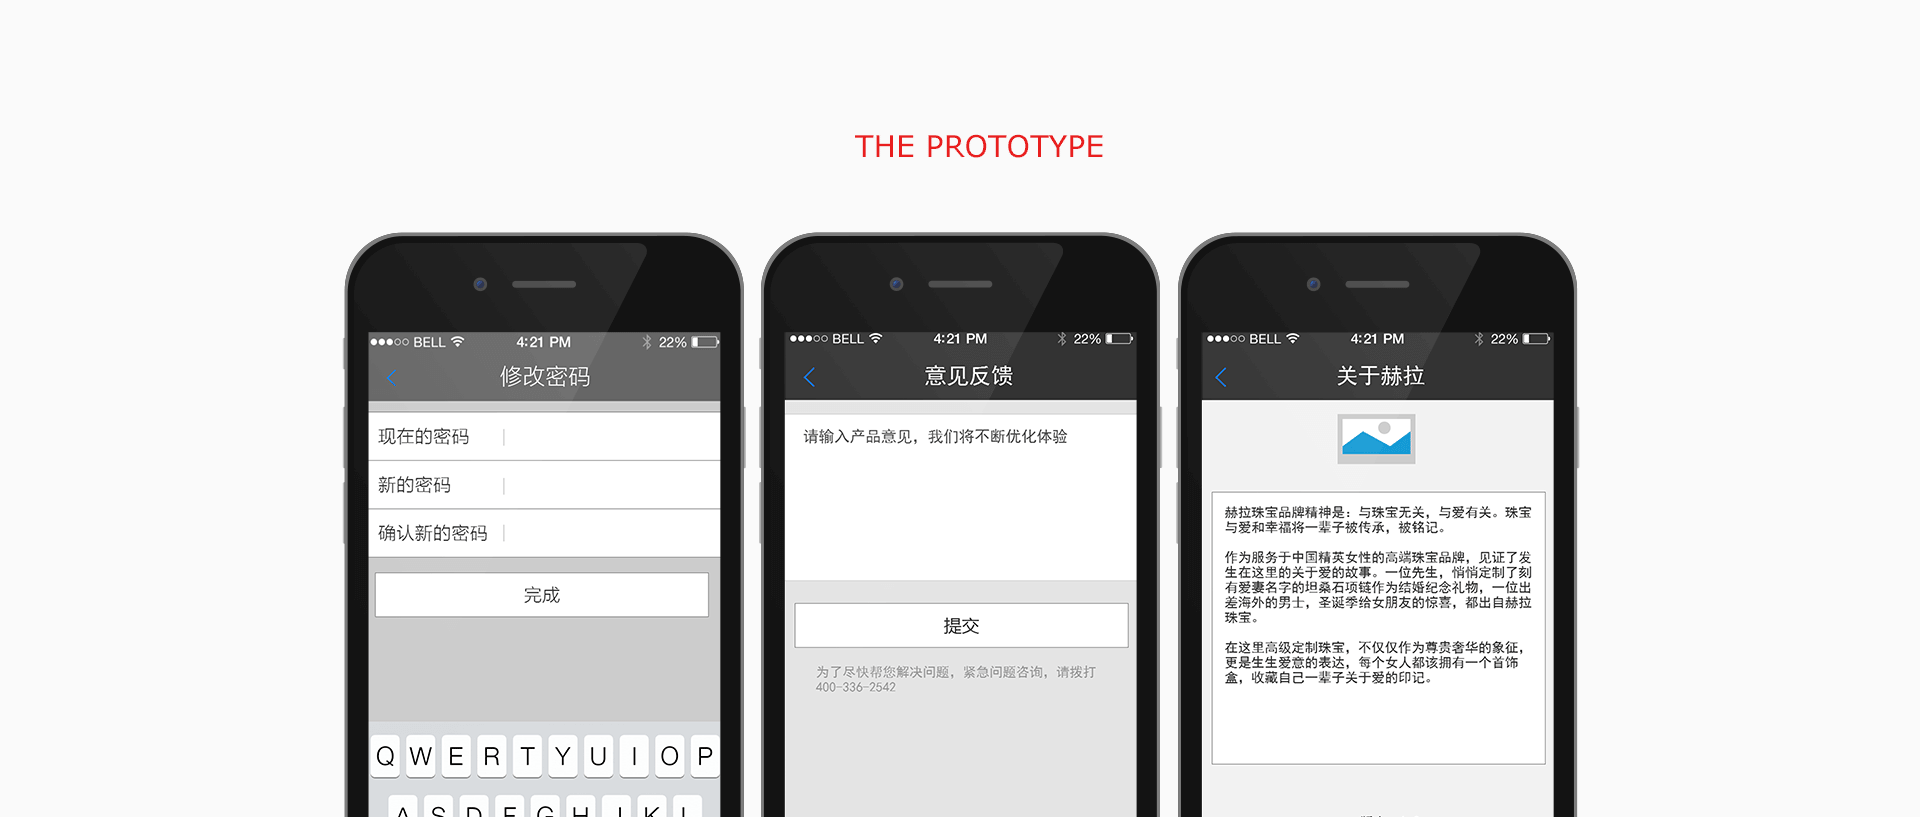 THE PROTOTYPE
BELL 4:21 PM 22%
修改密码
现在的密码
新的密码
确认新的密码
完成
Q W E R T Y U I O P
A S D F G H J K L
BELL 4:21 PM 22%
意见反馈
请输入产品意见，我们将不断优化体验
提交
为了尽快帮您解决问题，紧急问题咨询，请拨打
400-336-2542
BELL 4:21 PM 22%
关于赫拉
赫拉珠宝品牌精神是：与珠宝无关，与爱有关。珠宝
与爱和幸福将一辈子被传承，被铭记。
作为服务于中国精英女性的高端珠宝品牌，见证了发
生在这里的关于爱的故事。一位先生，悄悄定制了刻
有爱妻名字的坦桑石项链作为结婚纪念礼物，一位出
差海外的男士，圣诞季给女朋友的惊喜，都出自赫拉
珠宝。
在这里高级定制珠宝，不仅仅作为尊贵奢华的象征，
更是生生爱意的表达，每个女人都该拥有一个首饰
盒，收藏自己一辈子关于爱的印记。